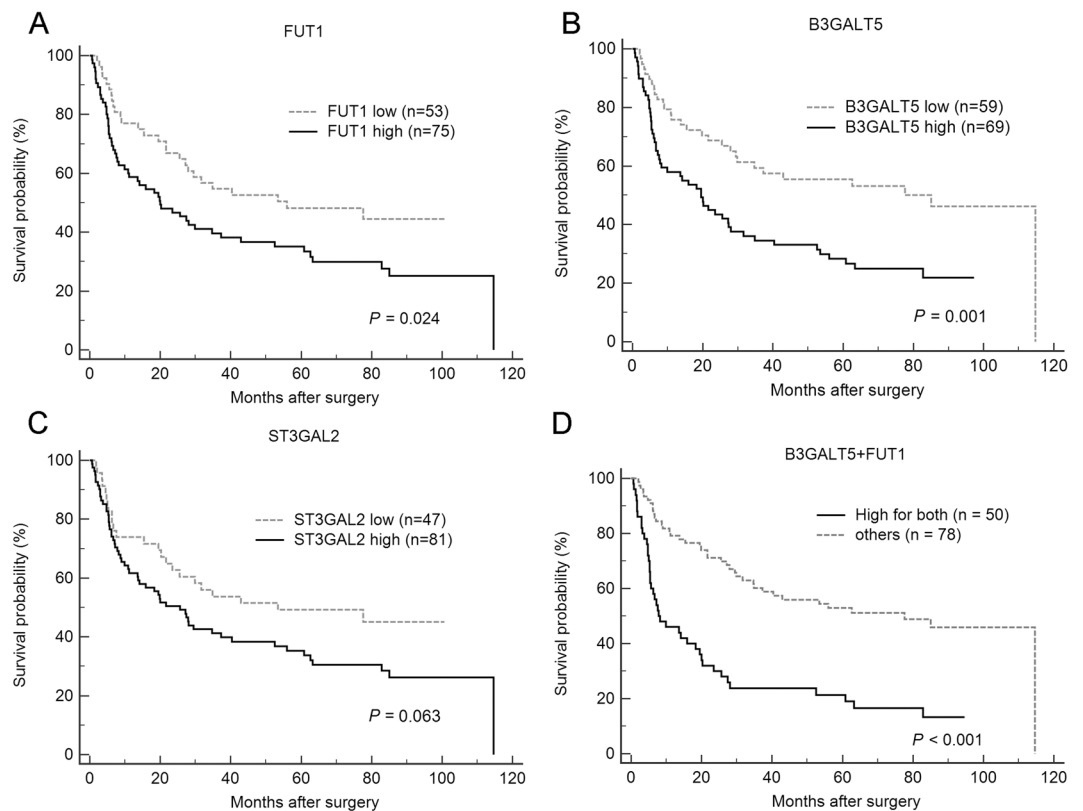 A
FUT1
100
80
60
40
20
0
Survival probability (%)
FUT1 low (n=53)
FUT1 high (n=75)
P = 0.024
0 20 40 60 80 100 120
Months after surgery
B
B3GALT5
100
80
60
40
20
0
Survival probability (%)
B3GALT5 low (n=59)
B3GALT5 high (n=69)
P = 0.001
0 20 40 60 80 100 120
Months after surgery
C
ST3GAL2
100
80
60
40
20
0
Survival probability (%)
ST3GAL2 low (n=47)
ST3GAL2 high (n=81)
P = 0.063
0 20 40 60 80 100 120
Months after surgery
D
B3GALT5+FUT1
100
80
60
40
20
0
Survival probability (%)
High for both (n = 50)
others (n = 78)
P < 0.001
0 20 40 60 80 100 120
Months after surgery